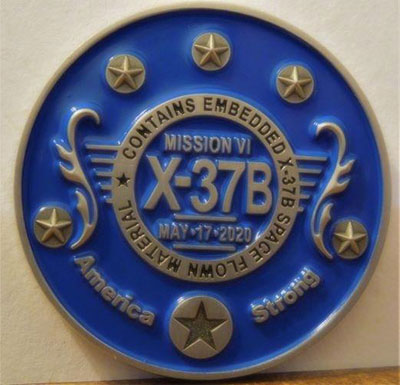 CONTAINS EMBEDDED X-37B SPACE FLOWN MATERIAL
MISSION VI
X-37B
MAY•17•2020
America Strong